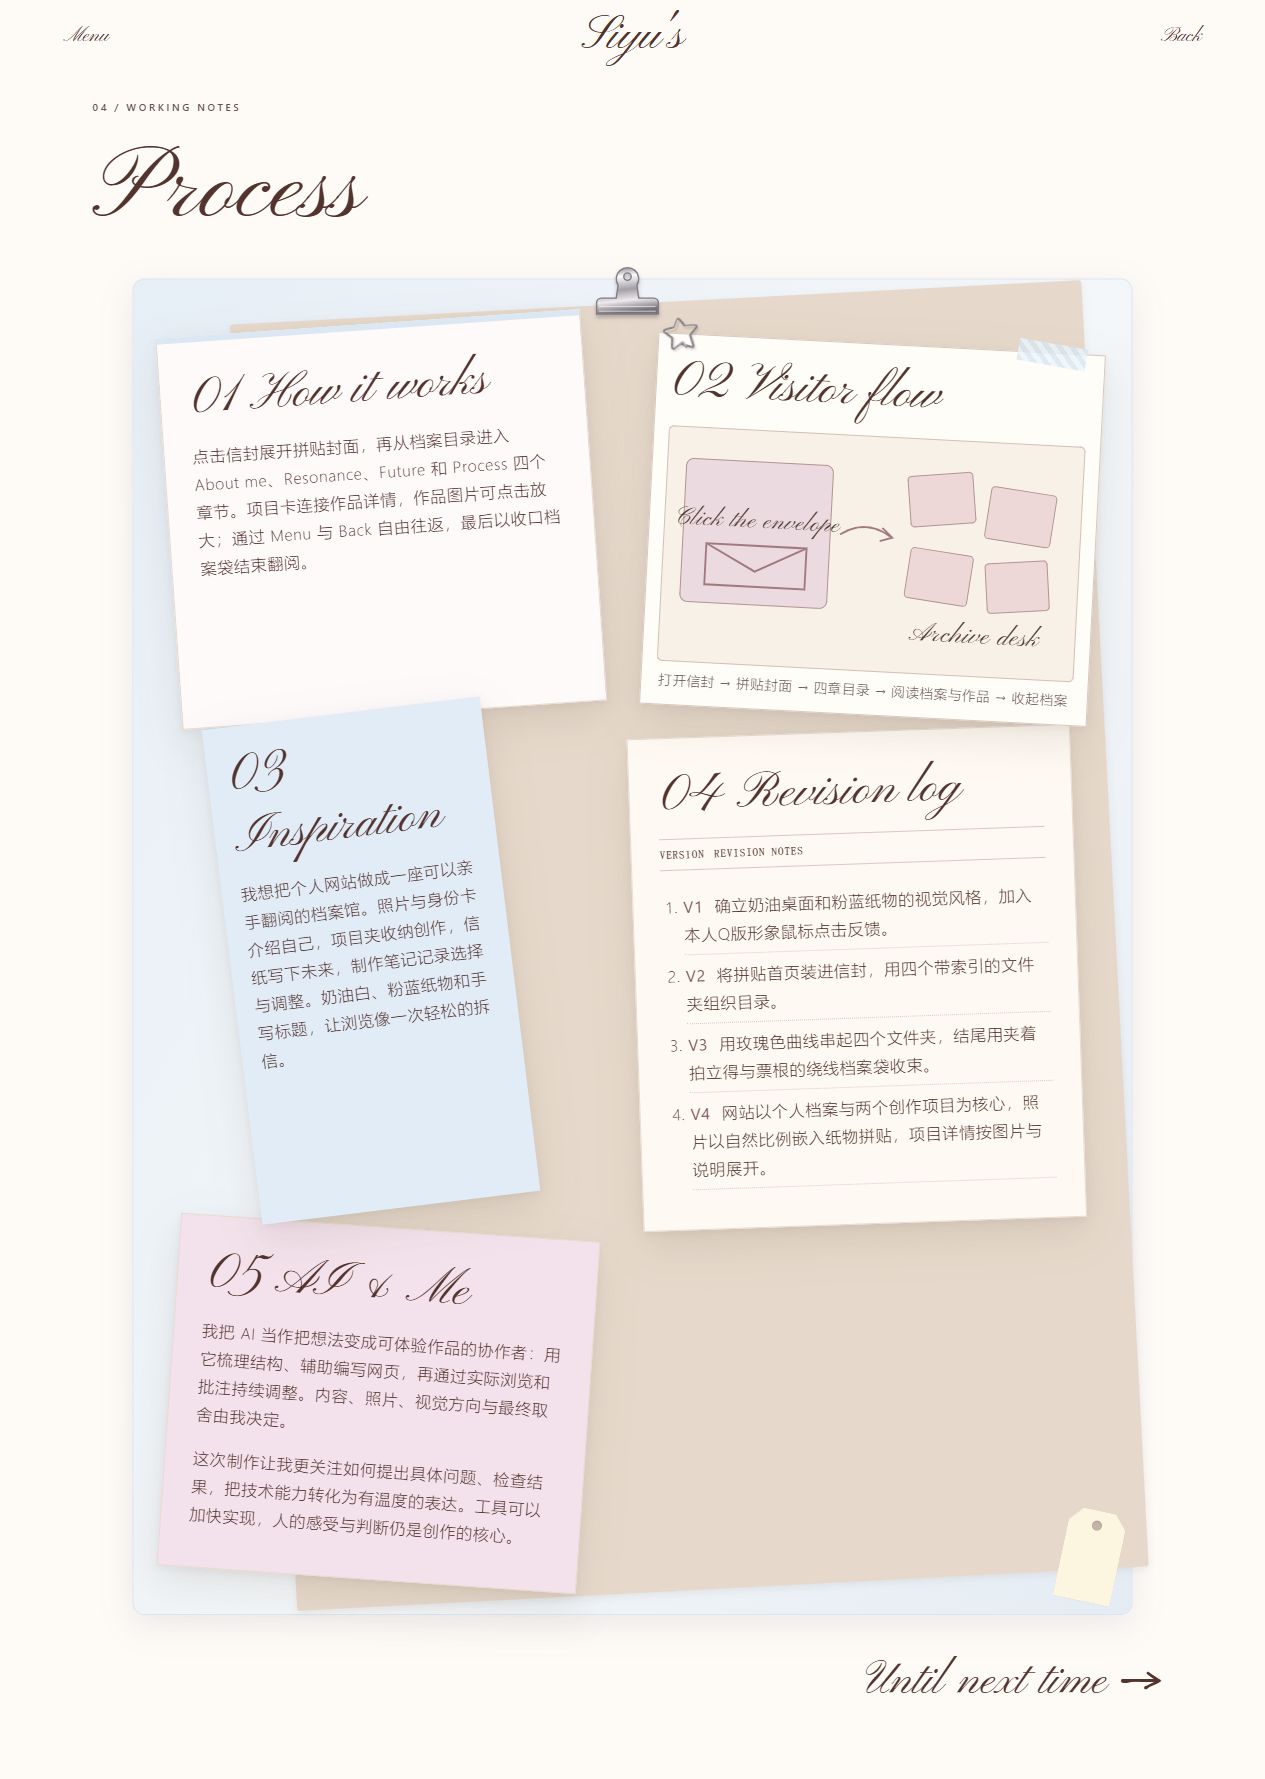 Menu
Siyu's
Back
04 / WORKING NOTES
Process
01 How it works
点击信封展开拼贴封面，再从档案目录进入
About me、Resonance、Future 和 Process 四个
章节。项目卡连接作品详情，作品图片可点击放
大；通过 Menu 与 Back 自由往返，最后以收口档
案袋结束翻阅。
02 Visitor flow
Click the envelope
Archive desk
打开信封 → 拼贴封面 → 四章目录 → 阅读档案与作品 → 收起档案
03
Inspiration
我想把个人网站做成一座可以亲
手翻阅的档案馆。照片与身份卡
介绍自己，项目夹收纳创作，信
纸写下未来，制作笔记记录选择
与调整。奶油白、粉蓝纸物和手
写标题，让浏览像一次轻松的拆
信。
04 Revision log
VERSION REVISION NOTES
1. V1 确立奶油桌面和粉蓝纸物的视觉风格，加入
本人Q版形象鼠标点击反馈。
2. V2 将拼贴首页装进信封，用四个带索引的文件
夹组织目录。
3. V3 用玫瑰色曲线串起四个文件夹，结尾用夹着
拍立得与票根的绕线档案袋收束。
4. V4 网站以个人档案与两个创作项目为核心，照
片以自然比例嵌入纸物拼贴，项目详情按图片与
说明展开。
05 AI & Me
我把 AI 当作把想法变成可体验作品的协作者：用
它梳理结构、辅助编写网页，再通过实际浏览和
批注持续调整。内容、照片、视觉方向与最终取
舍由我决定。
这次制作让我更关注如何提出具体问题、检查结
果，把技术能力转化为有温度的表达。工具可以
加快实现，人的感受与判断仍是创作的核心。
Until next time →